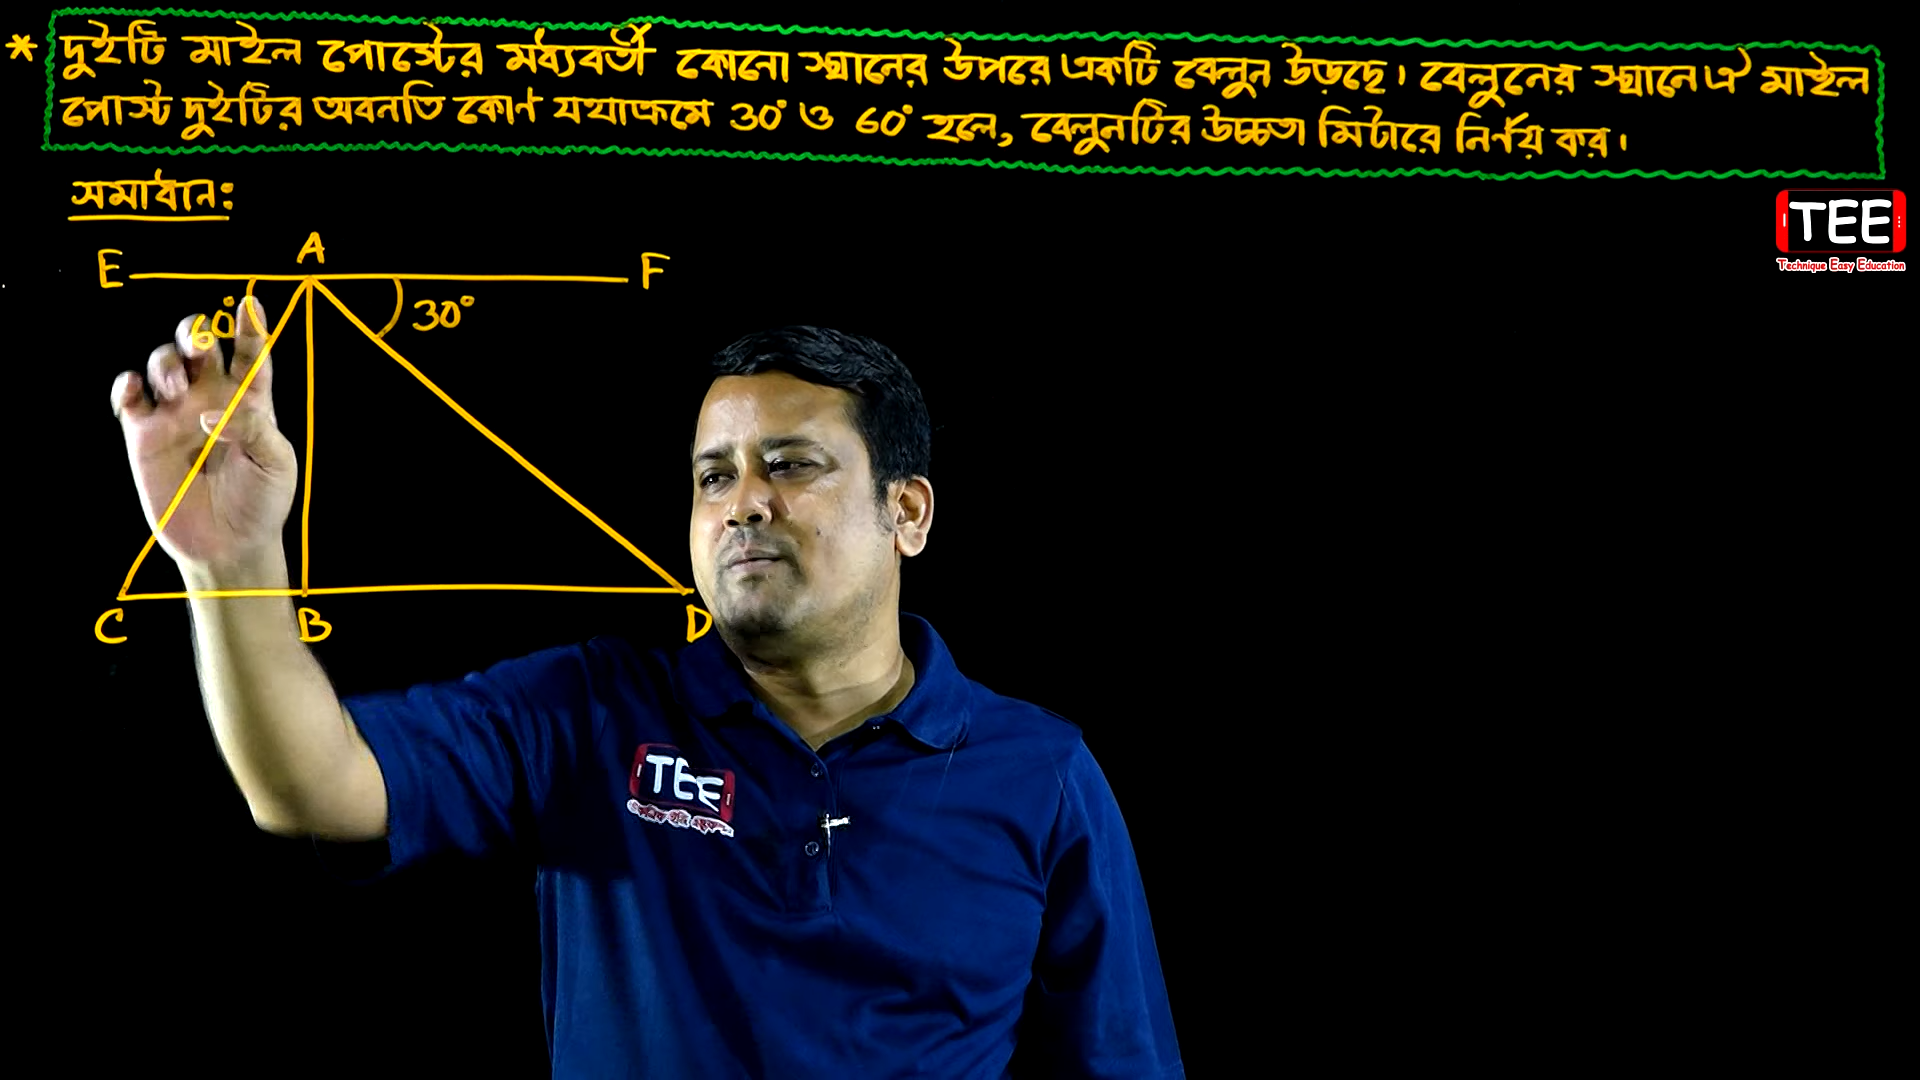 * দুইটি মাইল পোস্টের মধ্যবর্তী কোনো স্থানের উপরে একটি বেলুন উড়ছে। বেলুনের স্থানে ঐ মাইল
পোস্ট দুইটির অবনতি কোণ যথাক্রমে 30° ও 60° হলে, বেলুনটির উচ্চতা মিটারে নির্ণয় কর।
সমাধান:
TEE
Technique Easy Education
A
E F
60° 30°
C B D
TEE